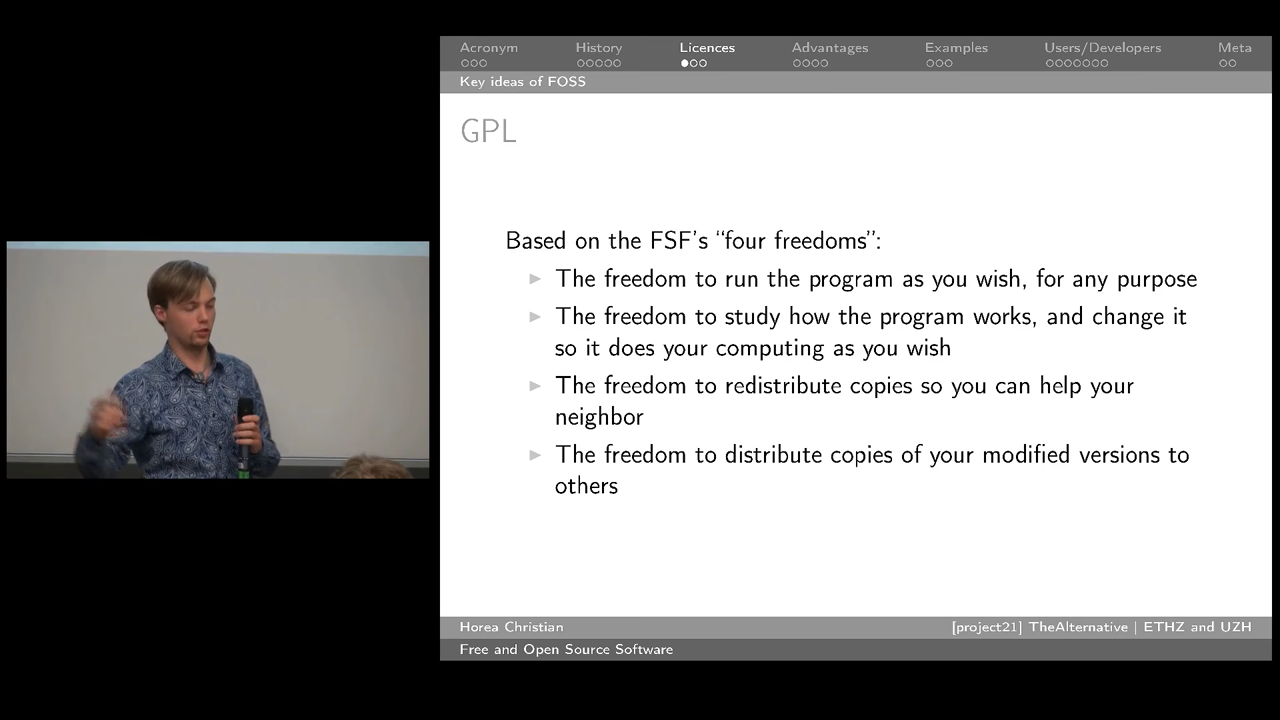 Acronym History Licences Advantages Examples Users/Developers Meta
Key ideas of FOSS
GPL
Based on the FSF's “four freedoms”:
The freedom to run the program as you wish, for any purpose
The freedom to study how the program works, and change it
so it does your computing as you wish
The freedom to redistribute copies so you can help your
neighbor
The freedom to distribute copies of your modified versions to
others
Horea Christian [project21] TheAlternative | ETHZ and UZH
Free and Open Source Software